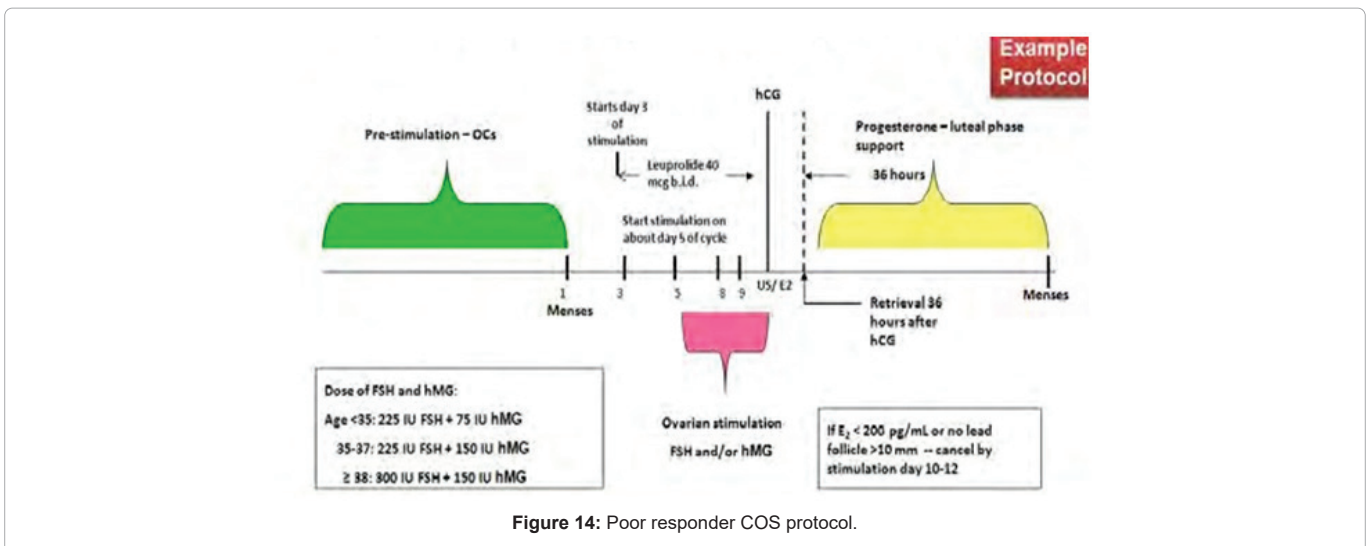 Example
Protocol
hCG
Starts day 3
of
stimulation
Pre-stimulation – OCs
Progesterone – luteal phase
support
Leuprolide 40
mcg b.i.d.
36 hours
Start stimulation on
about day 5 of cycle
1
3
5
8
9
US/ E2
Menses
Menses
Retrieval 36
hours after
hCG
Dose of FSH and hMG:
Age <35: 225 IU FSH + 75 IU hMG
35-37: 225 IU FSH + 150 IU hMG
≥ 38: 300 IU FSH + 150 IU hMG
Ovarian stimulation
FSH and/or hMG
If E₂ < 200 pg/mL or no lead
follicle >10 mm -- cancel by
stimulation day 10-12
Figure 14: Poor responder COS protocol.